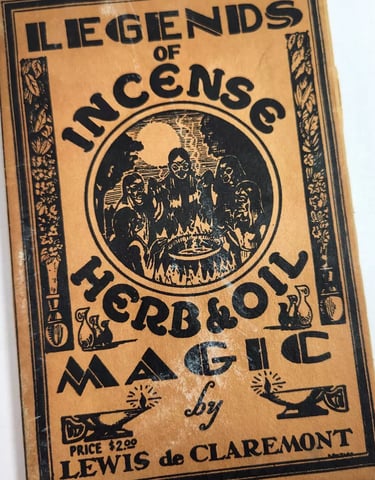 LEGENDS
OF
INCENSE
HERB & OIL
MAGIC
by
PRICE $2.00
LEWIS de CLAREMONT